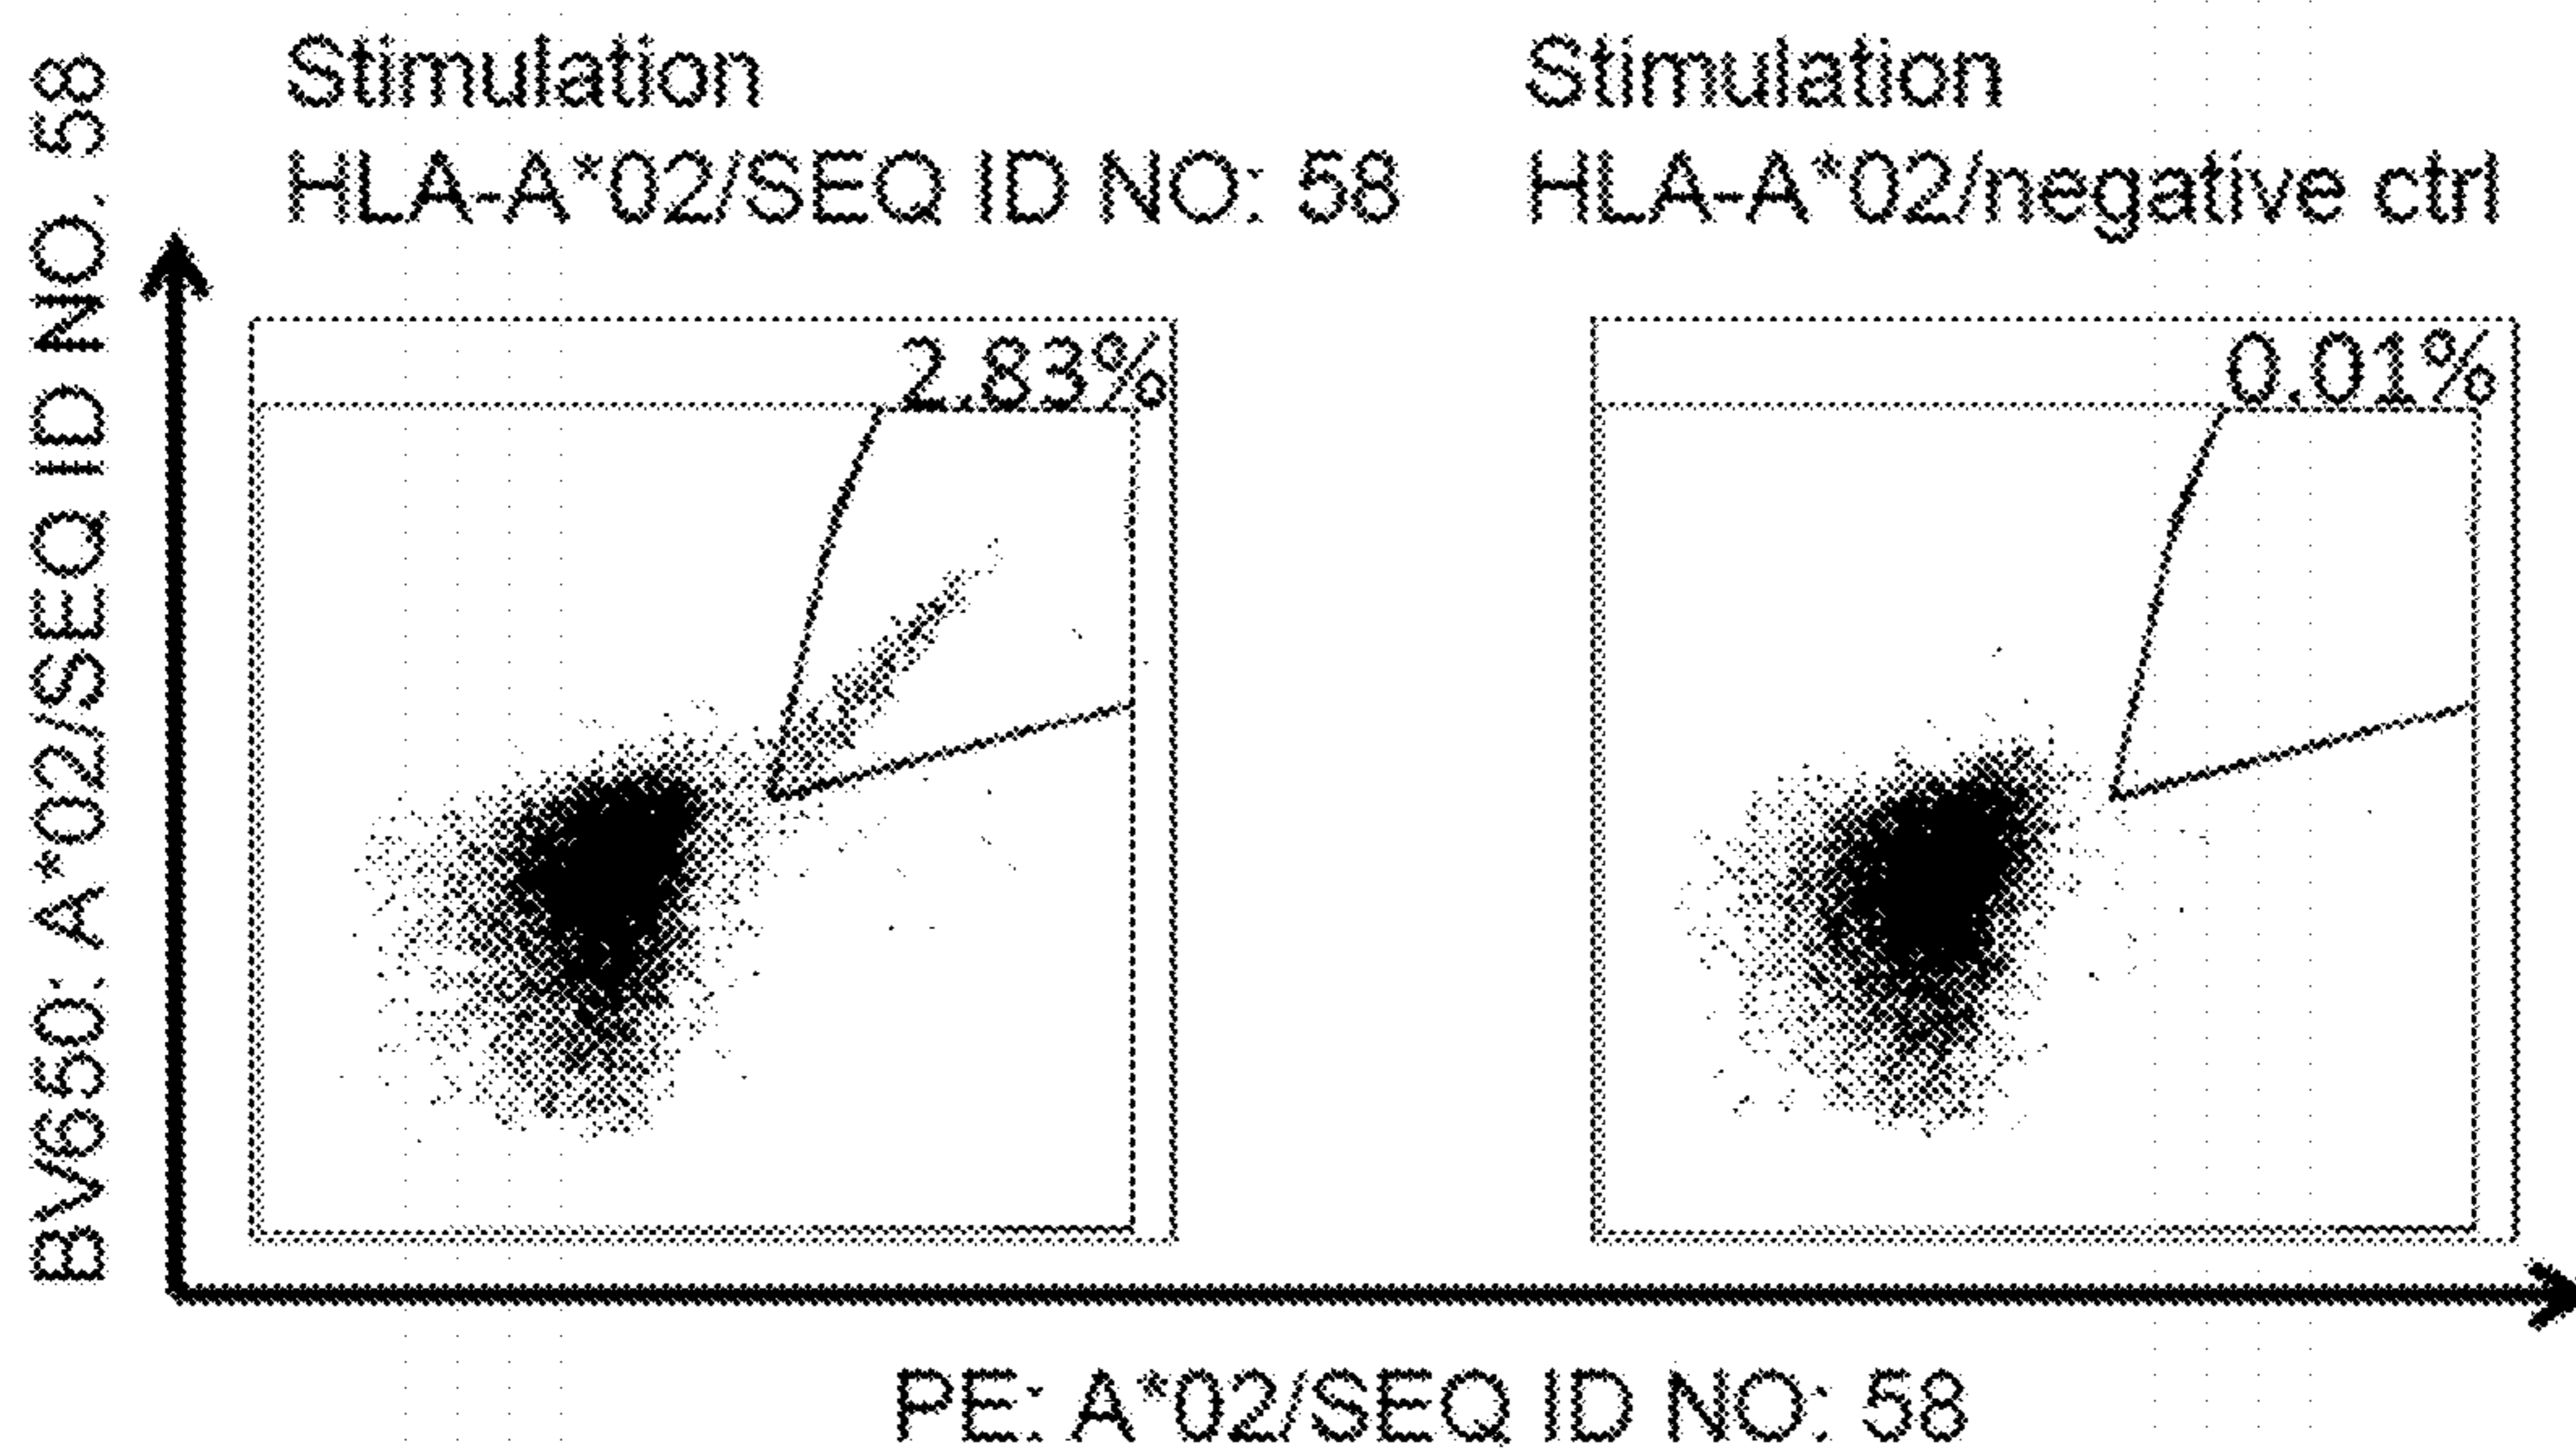 Stimulation
HLA-A*02/SEQ ID NO: 58
Stimulation
HLA-A*02/negative ctrl
BV650: A*02/SEQ ID NO. 58
2.83%
0.01%
PE: A*02/SEQ ID NO: 58